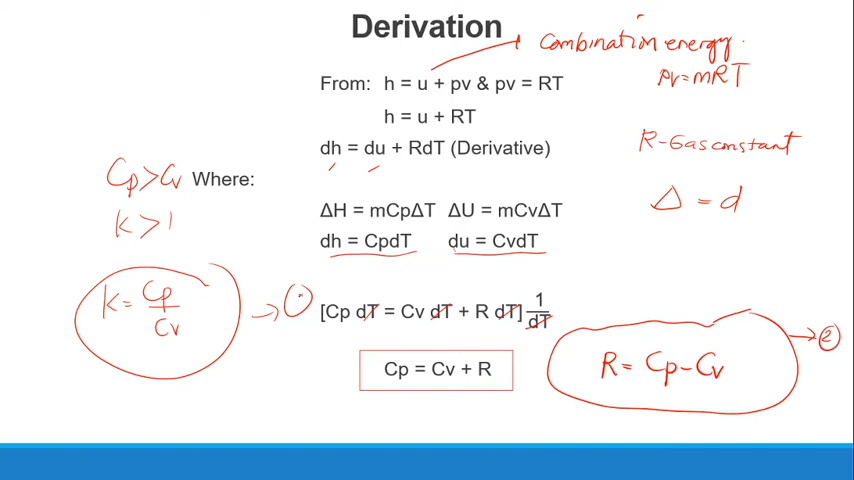 Derivation
Combination energy.
From: h = u + pv & pv = RT
pv=mRT
h = u + RT
R-Gas constant
dh = du + RdT (Derivative)
Cp>Cv
Where:
Δ = d
K>1
ΔH = mCpΔT ΔU = mCvΔT
dh = CpdT du = CvdT
K= Cp/Cv → 1
[Cp dT = Cv dT + R dT] 1/dT
→ 2
R= Cp-Cv
Cp = Cv + R